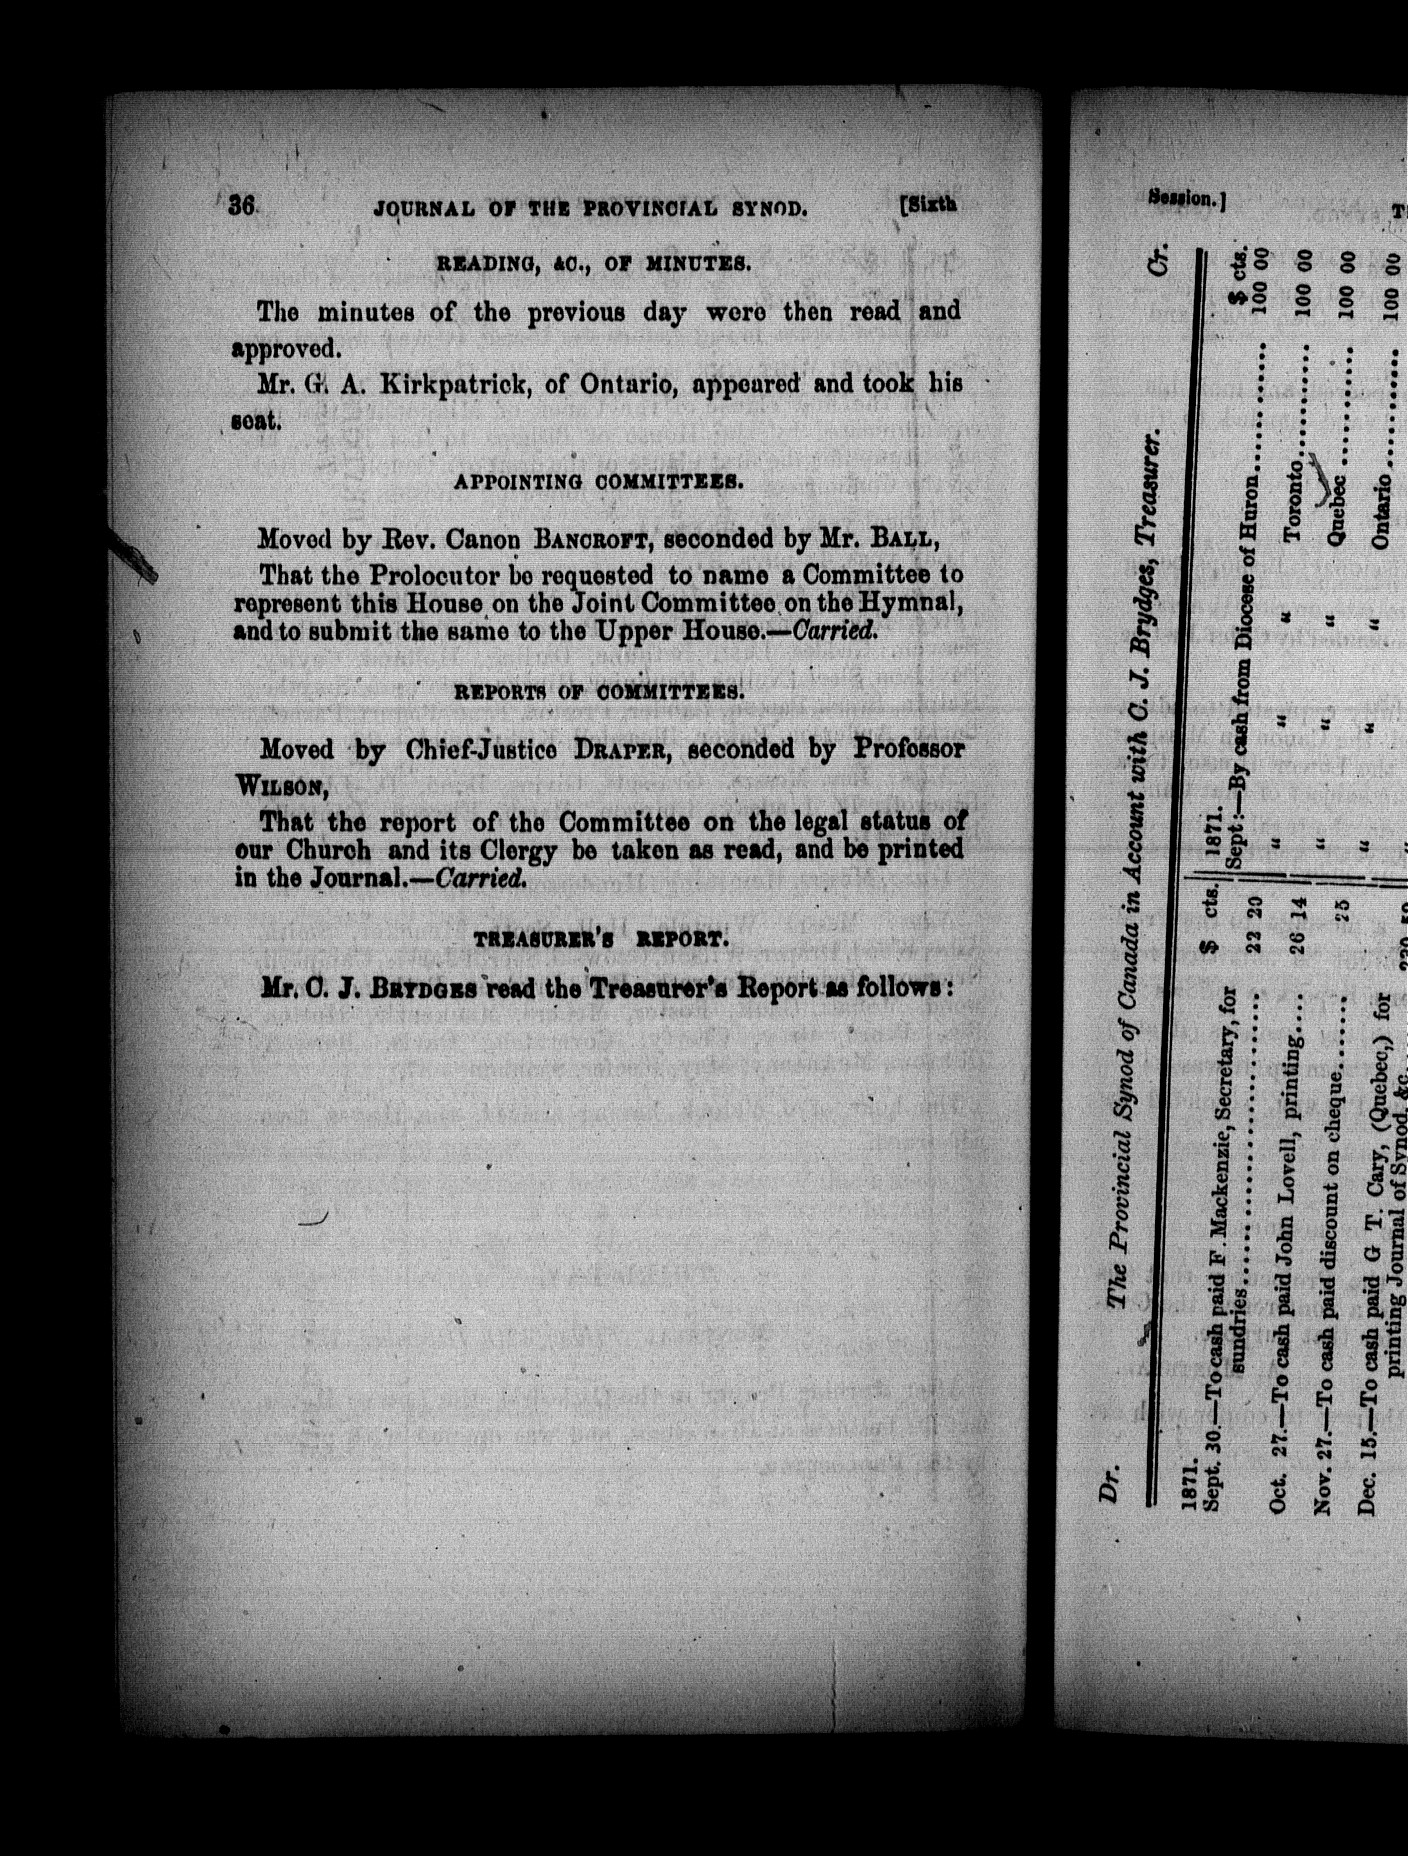 36 JOURNAL OF THE PROVINCIAL SYNOD. [Sixth
READING, &C., OF MINUTES.
The minutes of the previous day were then read and
approved.
Mr. G. A. Kirkpatrick, of Ontario, appeared and took his
seat.
APPOINTING COMMITTEES.
Moved by Rev. Canon BANCROFT, seconded by Mr. BALL,
That the Prolocutor be requested to name a Committee to
represent this House on the Joint Committee on the Hymnal,
and to submit the same to the Upper House.—Carried.
REPORTS OF COMMITTEES.
Moved by Chief-Justice DRAPER, seconded by Professor
WILSON,
That the report of the Committee on the legal status of
our Church and its Clergy be taken as read, and be printed
in the Journal.—Carried.
TREASURER'S REPORT.
Mr. C. J. BRYDGES read the Treasurer's Report as follows:
Session.]
Dr. The Provincial Synod of Canada in Account with C. J. Brydges, Treasurer. Cr.
1871. $ cts.
Sept. 30.—To cash paid F. Mackenzie, Secretary, for
sundries.......................... 22 20
Oct. 27.—To cash paid John Lovell, printing.... 26 14
Nov. 27.—To cash paid discount on cheque....... 25
Dec. 15.—To cash paid G T. Cary, (Quebec,) for
printing Journal of Synod, &c.
1871. $ cts.
Sept:—By cash from Diocese of Huron............. 100 00
" " " Toronto........... 100 00
" " " Quebec ........... 100 00
" " " Ontario........... 100 00